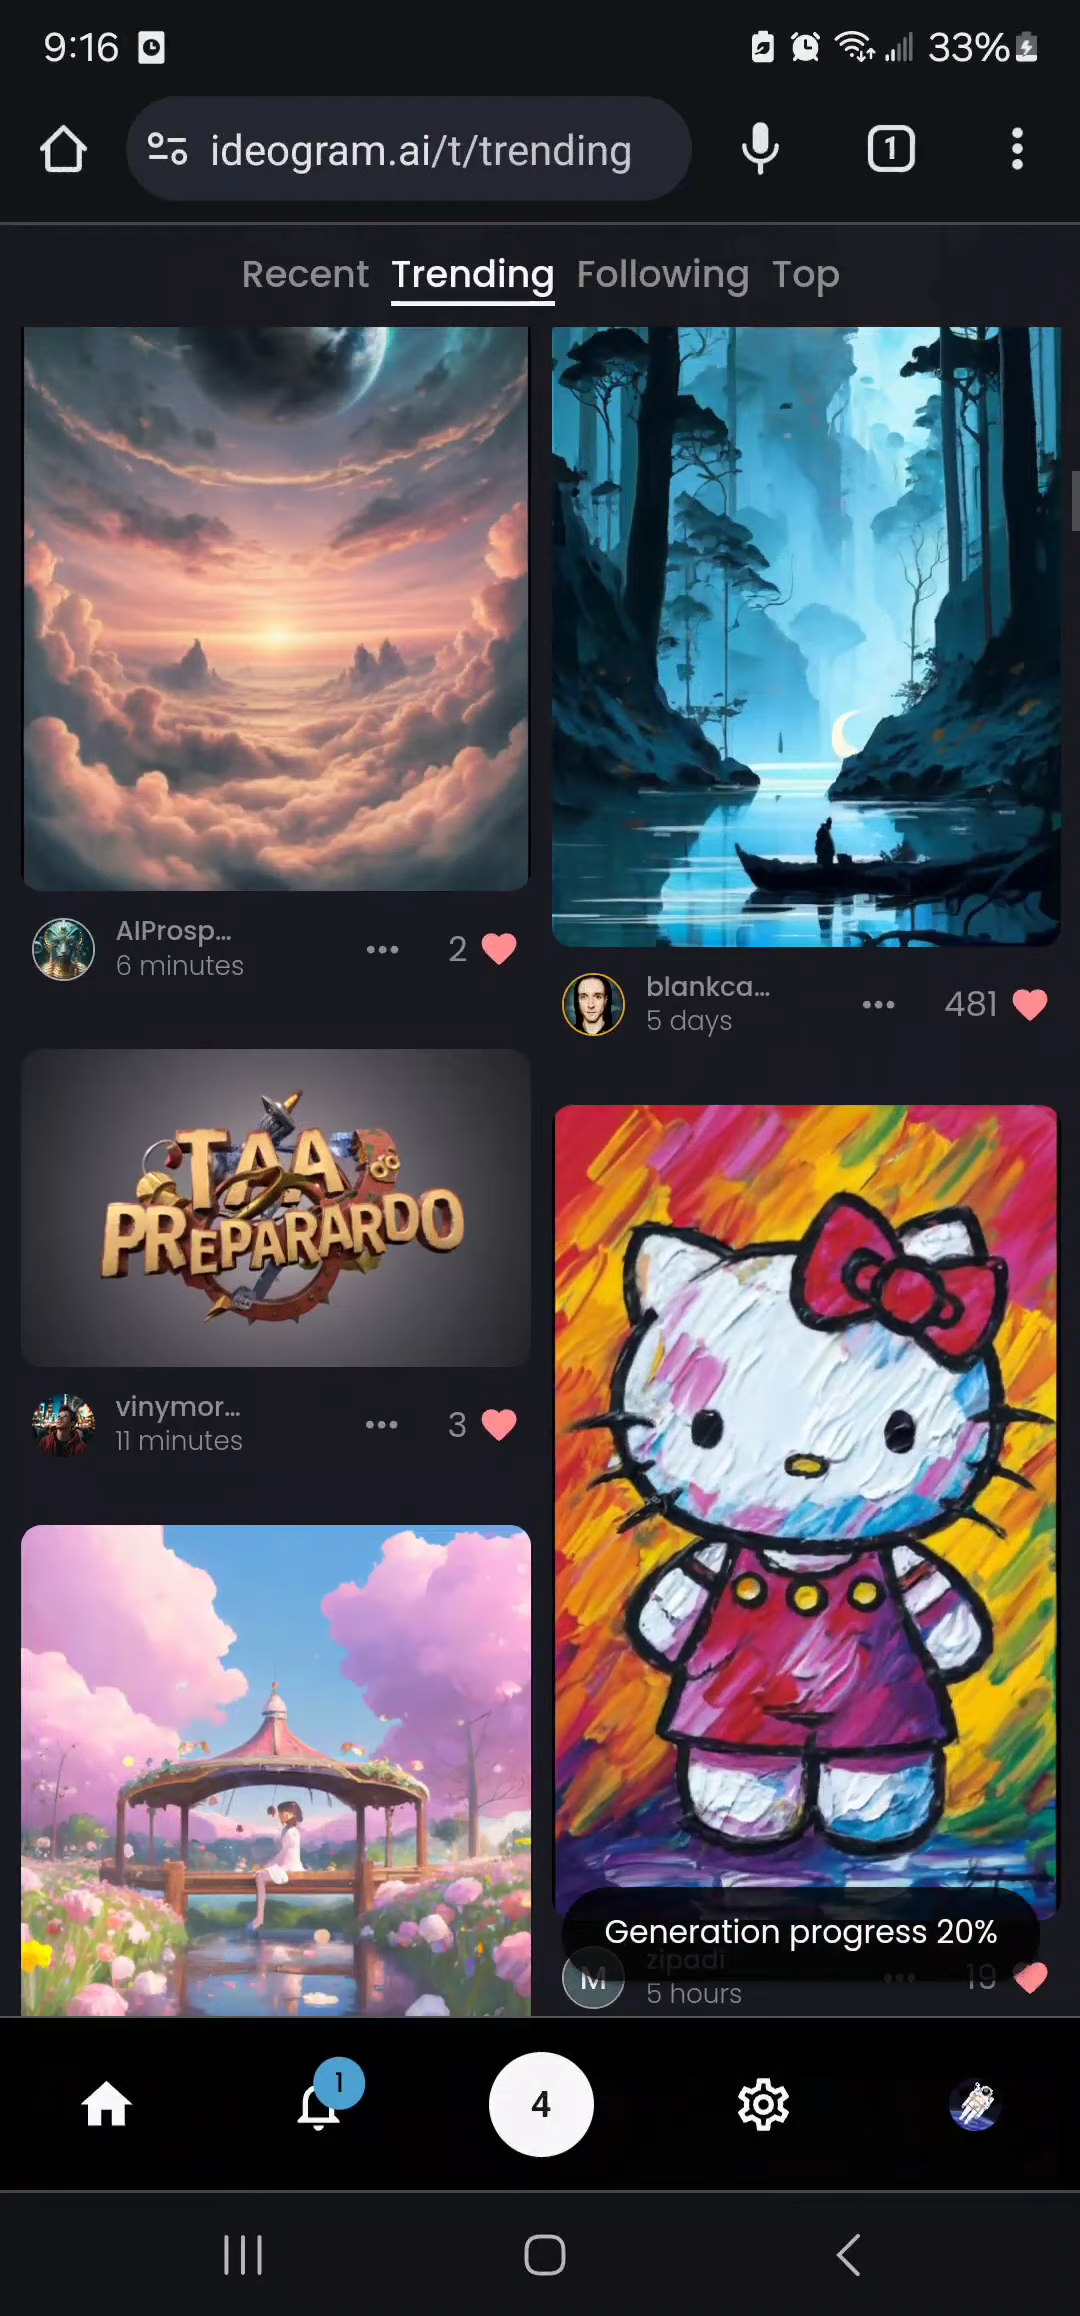 9:16
33%
ideogram.ai/t/trending
1
Recent Trending Following Top
AIProsp...
6 minutes
2
blankca...
5 days
481
TAA
PREPARARDO
vinymor...
11 minutes
3
Generation progress 20%
M
zipadi
5 hours
19
1
4